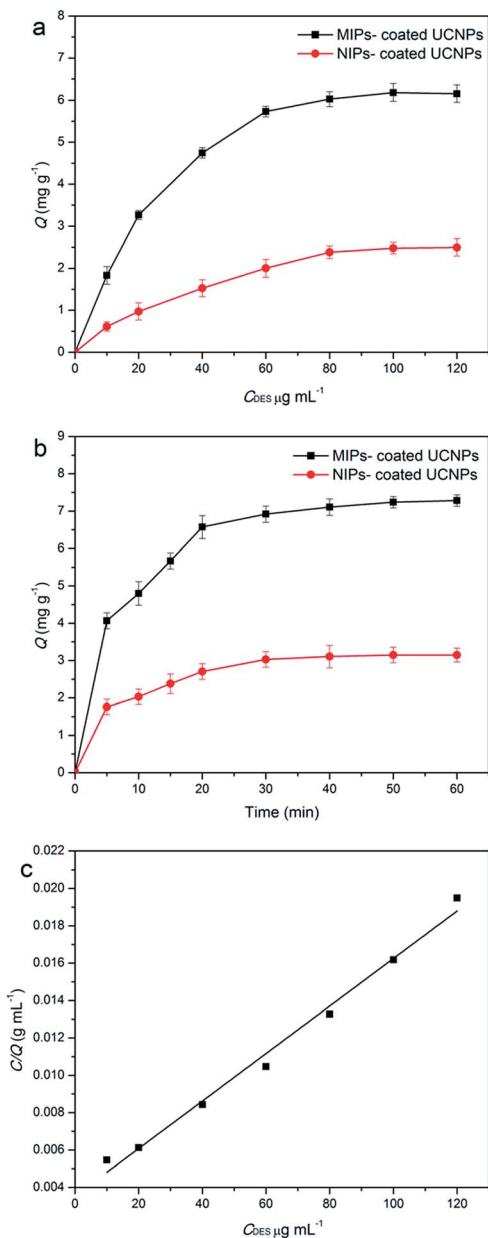 a
MIPs- coated UCNPs
NIPs- coated UCNPs
Q (mg g⁻¹)
7
6
5
4
3
2
1
0
0 20 40 60 80 100 120
C_DES μg mL⁻¹
b
MIPs- coated UCNPs
NIPs- coated UCNPs
Q (mg g⁻¹)
9
8
7
6
5
4
3
2
1
0
0 10 20 30 40 50 60
Time (min)
c
C/Q (g mL⁻¹)
0.022
0.020
0.018
0.016
0.014
0.012
0.010
0.008
0.006
0.004
0 20 40 60 80 100 120
C_DES μg mL⁻¹